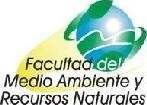 Facultad del
Medio Ambiente y
Recursos Naturales